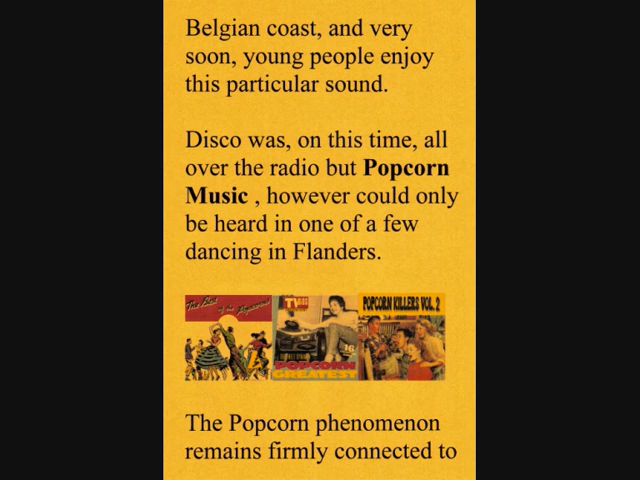 Belgian coast, and very
soon, young people enjoy
this particular sound.
Disco was, on this time, all
over the radio but Popcorn
Music , however could only
be heard in one of a few
dancing in Flanders.
The Best of the Popcorn
TV
POPCORN
GREATEST
POPCORN KILLERS VOL. 2
The Popcorn phenomenon
remains firmly connected to